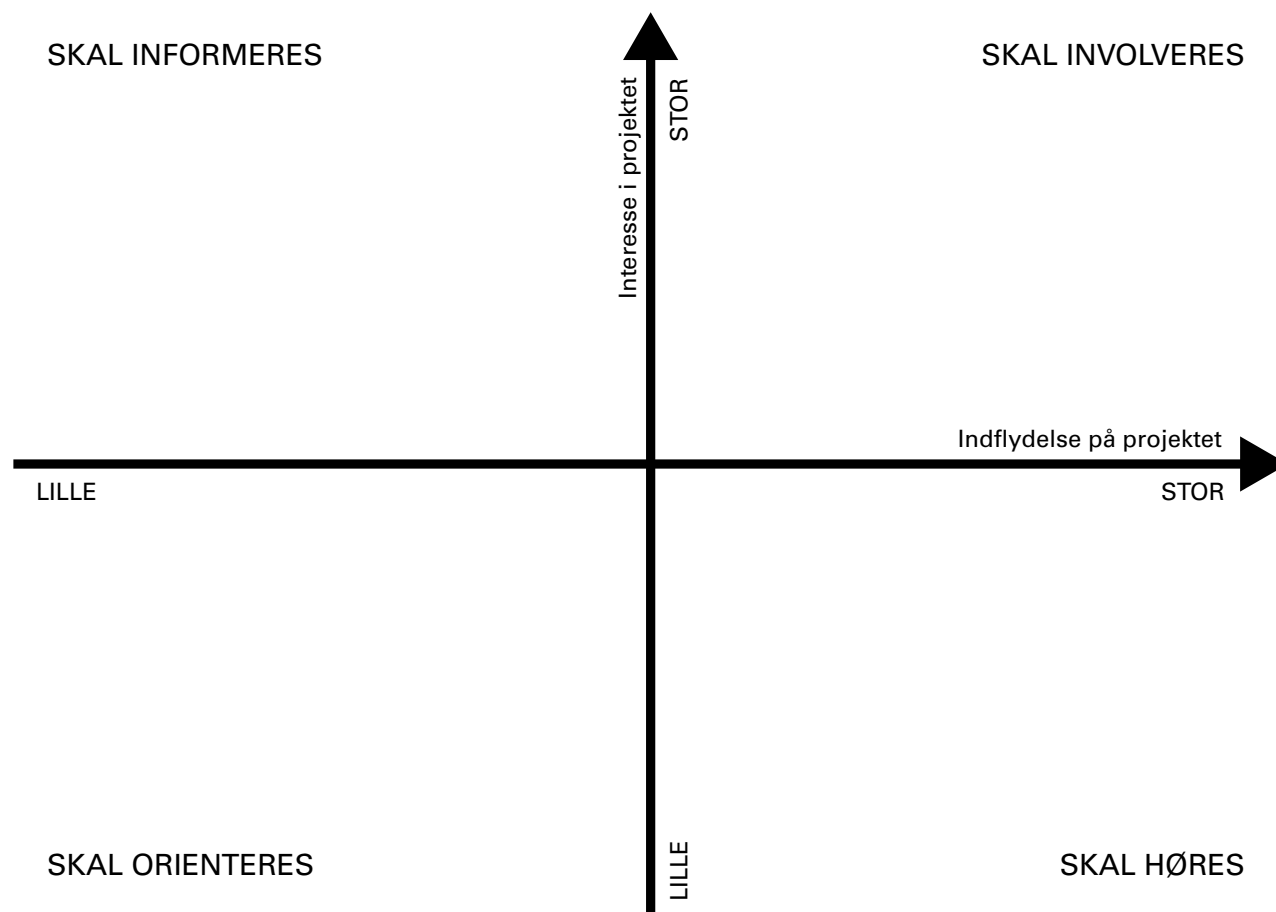 SKAL INFORMERES
SKAL INVOLVERES
Interesse i projektet
STOR
Indflydelse på projektet
LILLE
STOR
SKAL ORIENTERES
LILLE
SKAL HØRES